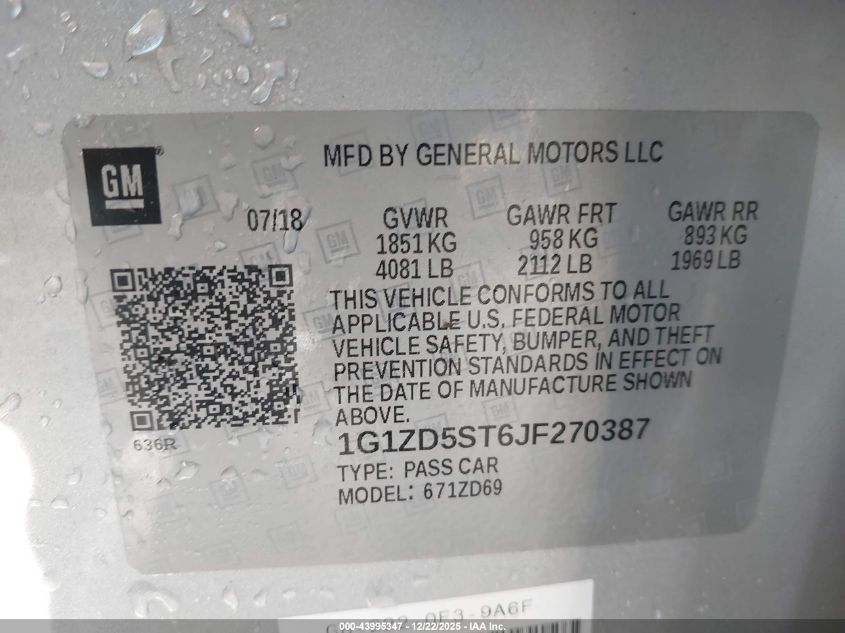 GM
MFD BY GENERAL MOTORS LLC
07/18 GVWR GAWR FRT GAWR RR
1851 KG 958 KG 893 KG
4081 LB 2112 LB 1969 LB
THIS VEHICLE CONFORMS TO ALL
APPLICABLE U.S. FEDERAL MOTOR
VEHICLE SAFETY, BUMPER, AND THEFT
PREVENTION STANDARDS IN EFFECT ON
THE DATE OF MANUFACTURE SHOWN
ABOVE.
636R
1G1ZD5ST6JF270387
TYPE: PASS CAR
MODEL: 671ZD69
0E3-9A6F
000-43995347 - 12/22/2025 - IAA Inc.